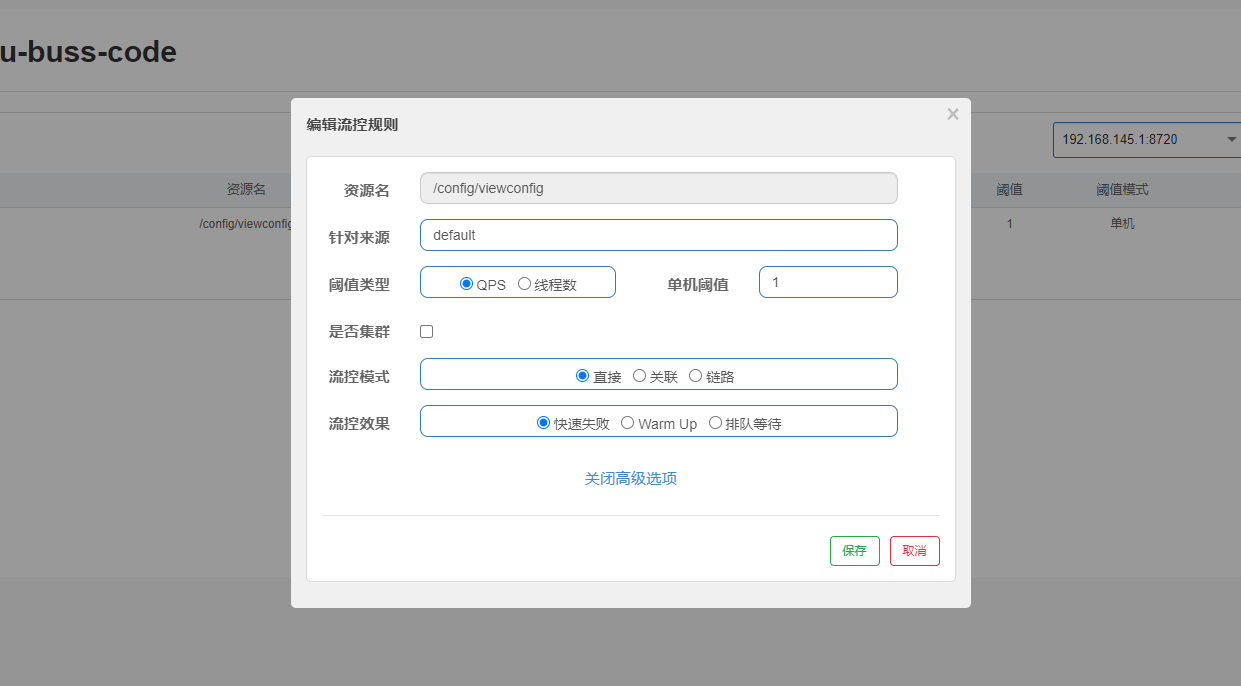 u-buss-code
编辑流控规则
×
192.168.145.1:8720
资源名
阈值
阈值模式
/config/viewconfig
1
单机
资源名
/config/viewconfig
针对来源
default
阈值类型
QPS 线程数
单机阈值
1
是否集群
流控模式
直接 关联 链路
流控效果
快速失败 Warm Up 排队等待
关闭高级选项
保存
取消